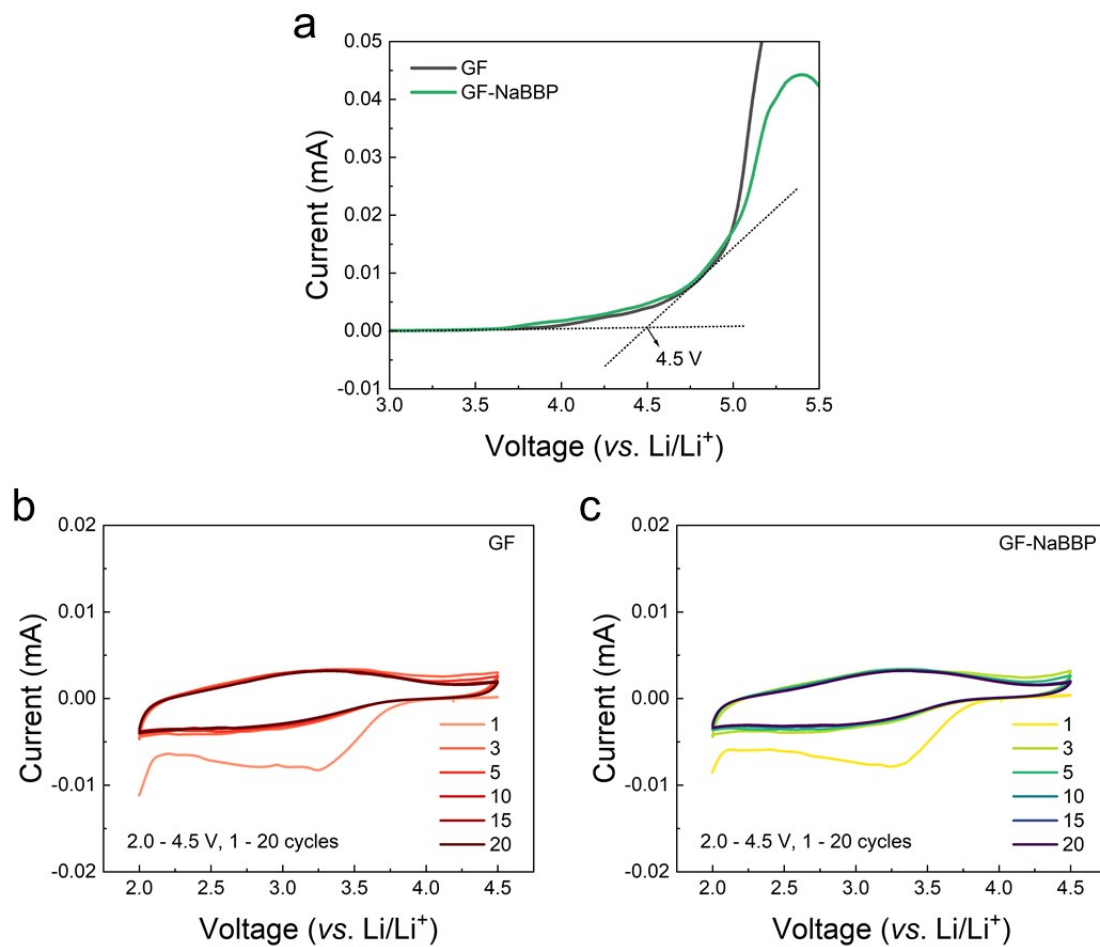 a
0.05
0.04
0.03
0.02
0.01
0.00
-0.01
Current (mA)
GF
GF-NaBBP
4.5 V
3.0 3.5 4.0 4.5 5.0 5.5
Voltage (vs. Li/Li⁺)
b
0.02
0.01
0.00
-0.01
-0.02
Current (mA)
GF
1
3
5
10
15
20
2.0 - 4.5 V, 1 - 20 cycles
2.0 2.5 3.0 3.5 4.0 4.5
Voltage (vs. Li/Li⁺)
c
0.02
0.01
0.00
-0.01
-0.02
Current (mA)
GF-NaBBP
1
3
5
10
15
20
2.0 - 4.5 V, 1 - 20 cycles
2.0 2.5 3.0 3.5 4.0 4.5
Voltage (vs. Li/Li⁺)